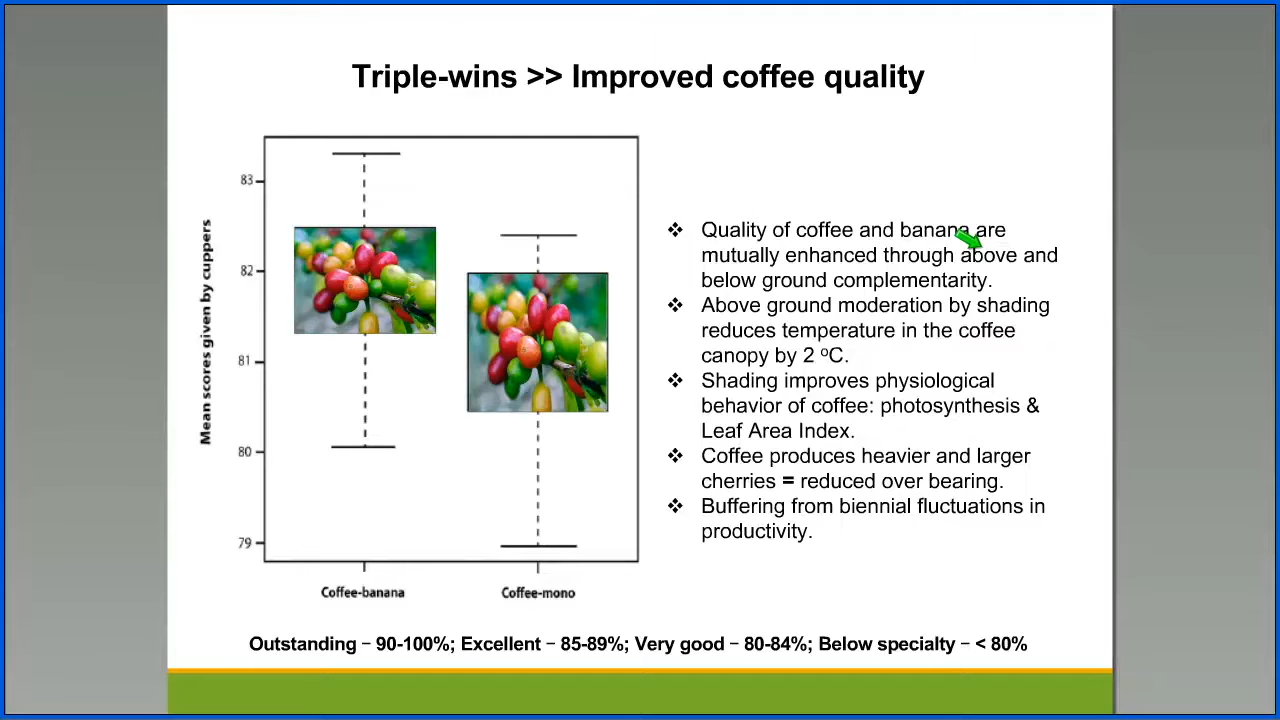 Triple-wins >> Improved coffee quality
Mean scores given by cuppers
83
82
81
80
79
Coffee-banana
Coffee-mono
❖ Quality of coffee and banana are
mutually enhanced through above and
below ground complementarity.
❖ Above ground moderation by shading
reduces temperature in the coffee
canopy by 2 ºC.
❖ Shading improves physiological
behavior of coffee: photosynthesis &
Leaf Area Index.
❖ Coffee produces heavier and larger
cherries = reduced over bearing.
❖ Buffering from biennial fluctuations in
productivity.
Outstanding – 90-100%; Excellent – 85-89%; Very good – 80-84%; Below specialty – < 80%